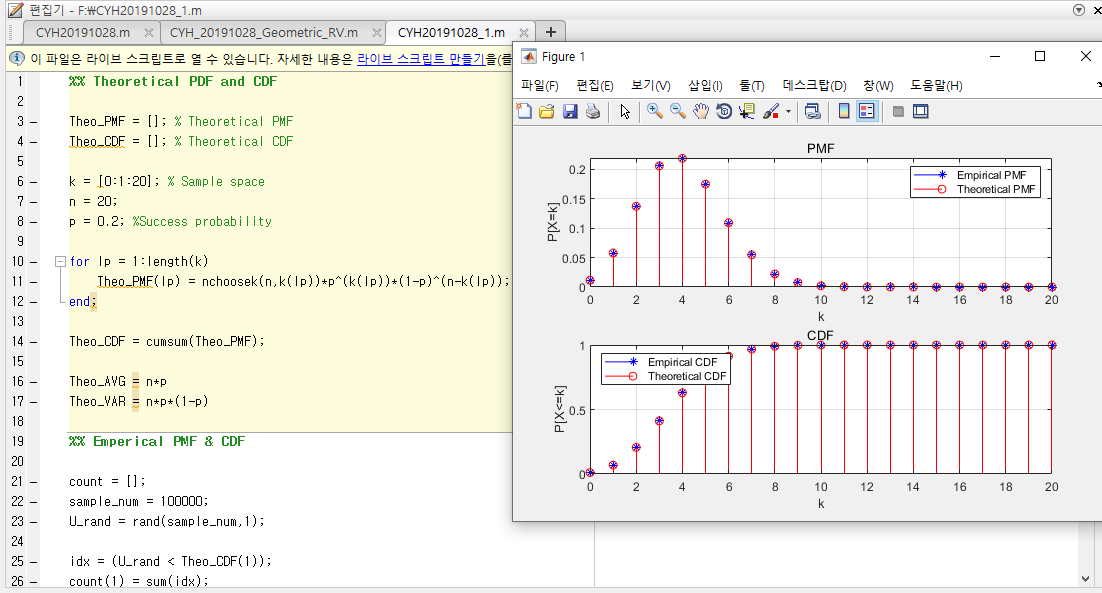 편집기 - F:₩CYH20191028_1.m
CYH20191028.m
CYH_20191028_Geometric_RV.m
CYH20191028_1.m
이 파일은 라이브 스크립트로 열 수 있습니다. 자세한 내용은 라이브 스크립트 만들기을(를
1 %% Theoretical PDF and CDF
2
3 Theo_PMF = []; % Theoretical PMF
4 Theo_CDF = []; % Theoretical CDF
5
6 k = [0:1:20]; % Sample space
7 n = 20;
8 p = 0.2; %Success probability
9
10 for lp = 1:length(k)
11 Theo_PMF(lp) = nchoosek(n,k(lp))*p^(k(lp))*(1-p)^(n-k(lp));
12 end;
13
14 Theo_CDF = cumsum(Theo_PMF);
15
16 Theo_AVG = n*p
17 Theo_VAR = n*p*(1-p)
18
19 %% Emperical PMF & CDF
20
21 count = [];
22 sample_num = 100000;
23 U_rand = rand(sample_num,1);
24
25 idx = (U_rand < Theo_CDF(1));
26 count(1) = sum(idx);
Figure 1
파일(F) 편집(E) 보기(V) 삽입(I) 툴(T) 데스크탑(D) 창(W) 도움말(H)
PMF
Empirical PMF
Theoretical PMF
P[X=k]
0.2
0.15
0.1
0.05
0
0 2 4 6 8 10 12 14 16 18 20
k
CDF
Empirical CDF
Theoretical CDF
P[X<=k]
1
0.5
0
0 2 4 6 8 10 12 14 16 18 20
k